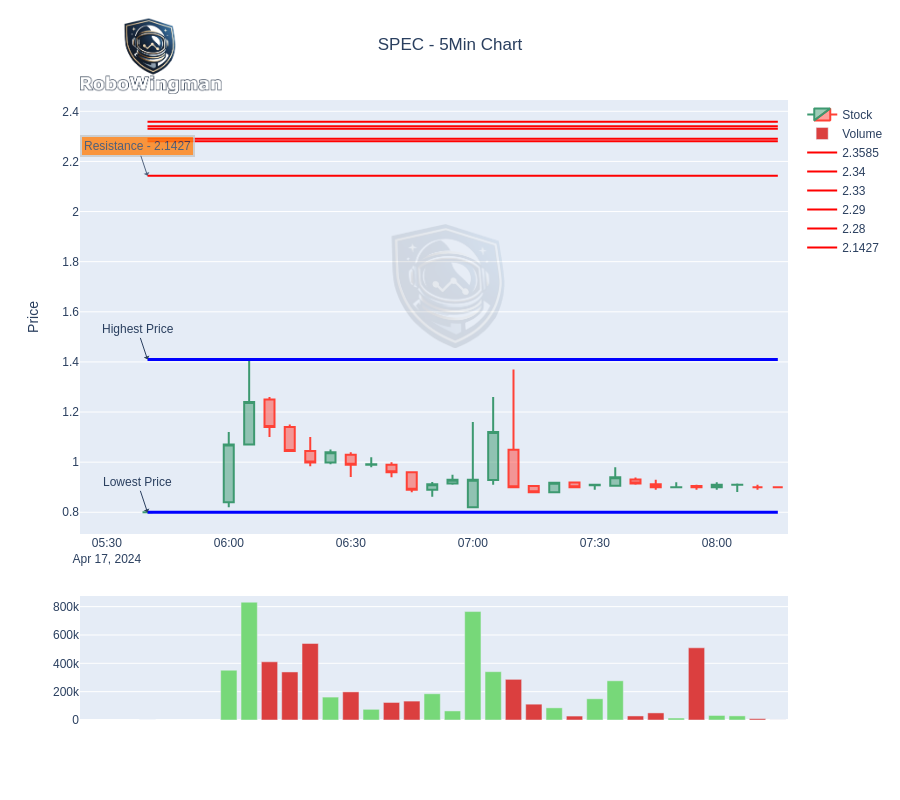 RoboWingman
SPEC - 5Min Chart
2.4
Resistance - 2.1427
2.2
2
1.8
1.6
Price
Highest Price
1.4
1.2
1
Lowest Price
0.8
05:30
06:00
06:30
07:00
07:30
08:00
Apr 17, 2024
800k
600k
400k
200k
0
Stock
Volume
2.3585
2.34
2.33
2.29
2.28
2.1427